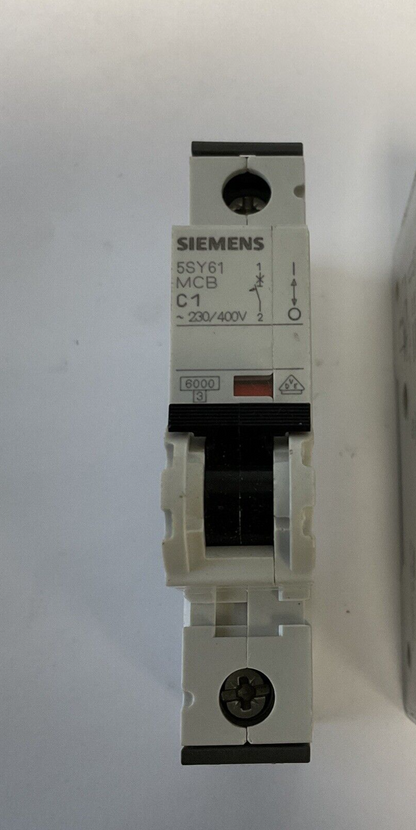 SIEMENS
5SY61 1 I
MCB
C1
~ 230/400V 2 O
6000
3